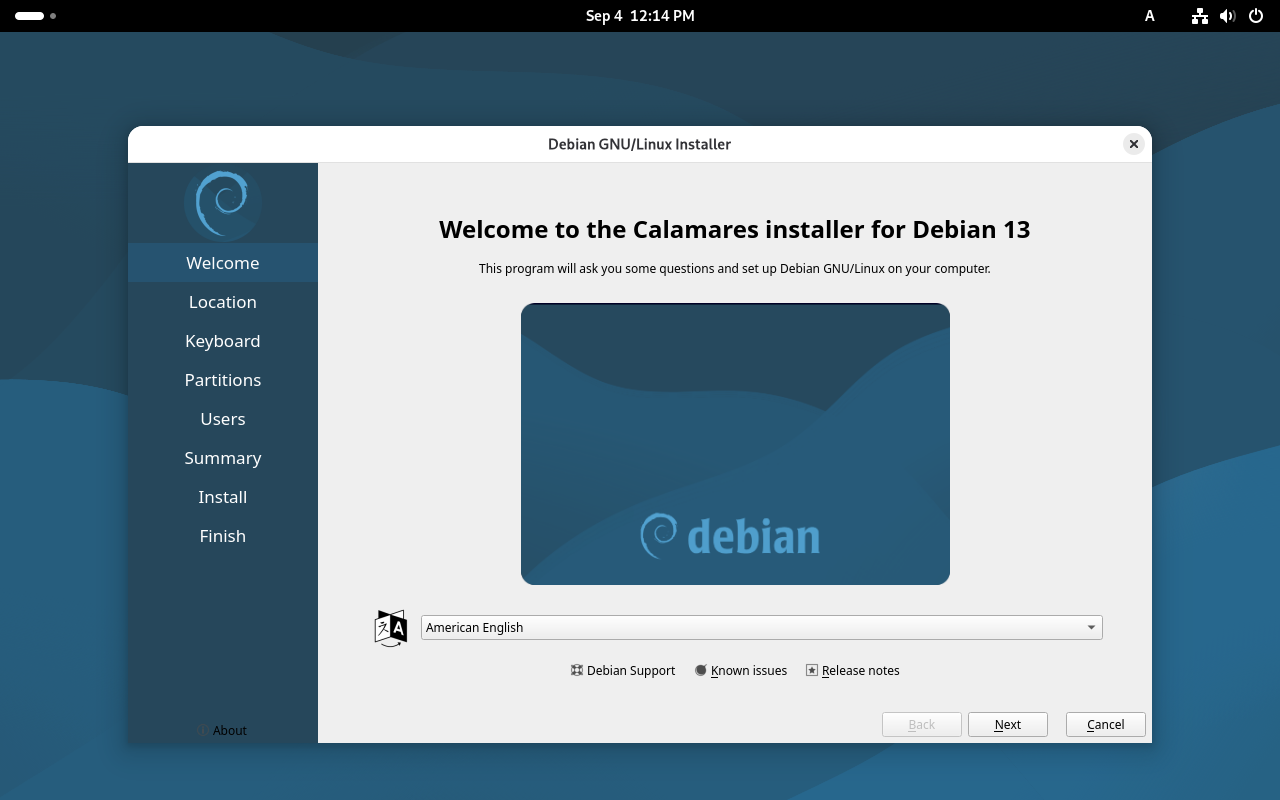 Sep 4 12:14 PM
A
Debian GNU/Linux Installer
Welcome
Location
Keyboard
Partitions
Users
Summary
Install
Finish
About
Welcome to the Calamares installer for Debian 13
This program will ask you some questions and set up Debian GNU/Linux on your computer.
debian
American English
Debian Support
Known issues
Release notes
Back
Next
Cancel